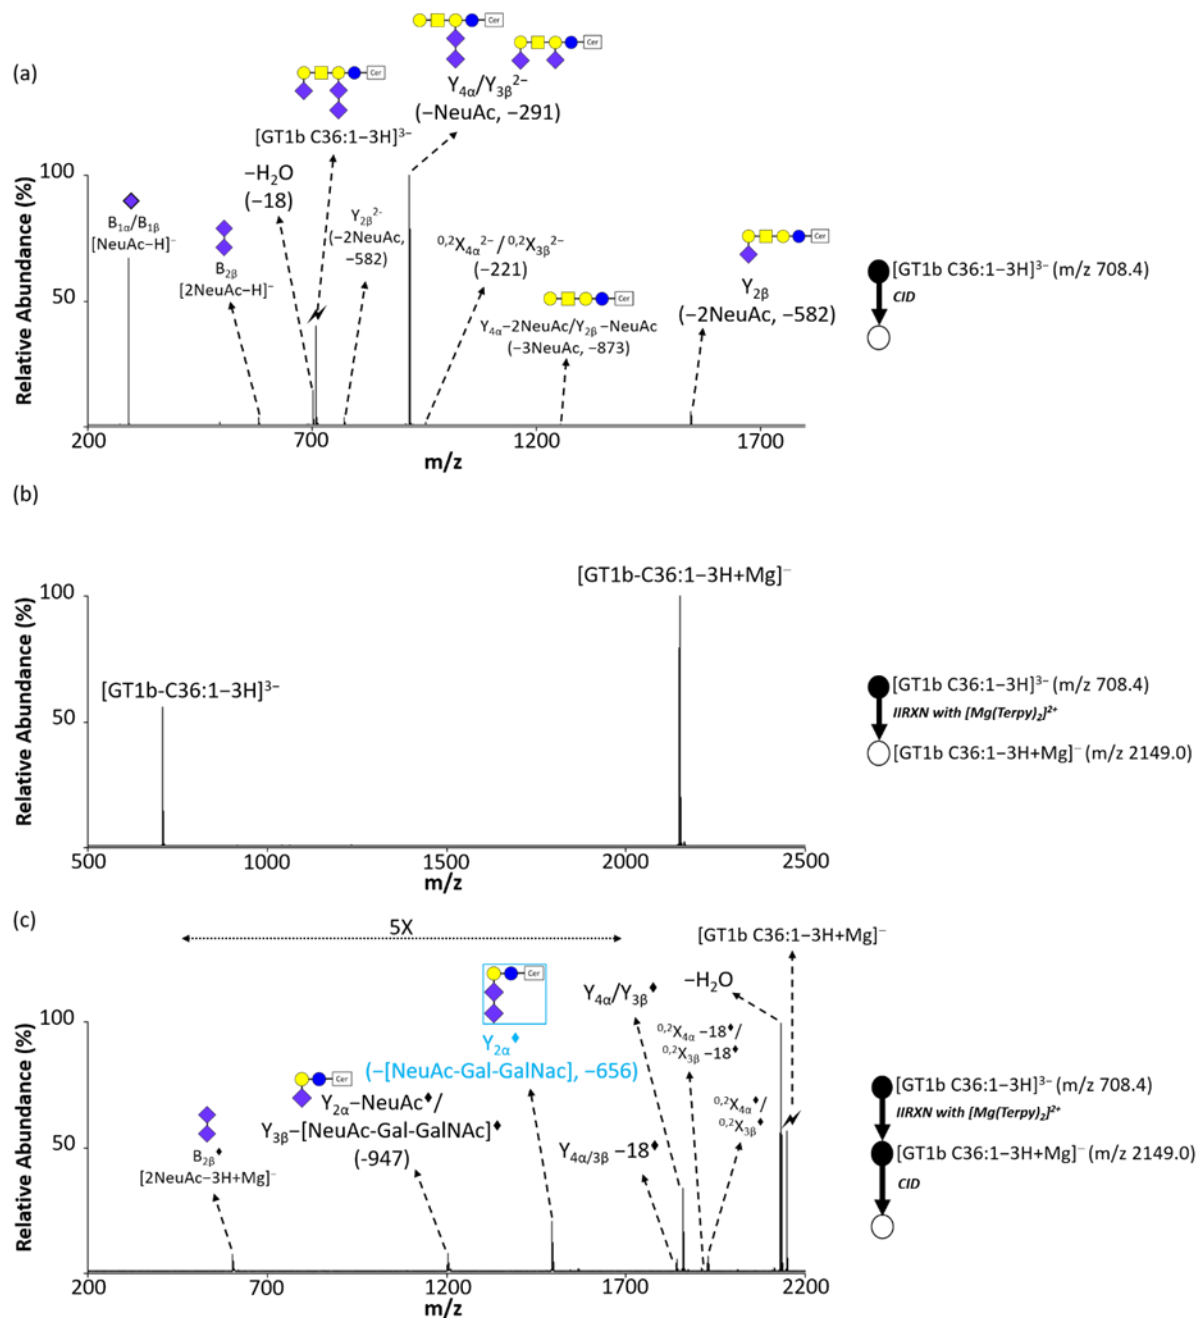 (a)
Cer
Cer
Cer
Y4α/Y3β2−
(−NeuAc, −291)
[GT1b C36:1−3H]3−
−H2O
(−18)
B1α/B1β
[NeuAc−H]−
B2β
[2NeuAc−H]−
Y2β2-
(−2NeuAc,
−582)
0,2X4α2− / 0,2X3β2−
(−221)
Cer
Y4α−2NeuAc/Y2β −NeuAc
(−3NeuAc, −873)
Cer
Y2β
(−2NeuAc, −582)
[GT1b C36:1−3H]3− (m/z 708.4)
CID
Relative Abundance (%)
100
50
200
700
1200
1700
m/z
(b)
[GT1b-C36:1−3H+Mg]−
[GT1b-C36:1−3H]3−
[GT1b C36:1−3H]3− (m/z 708.4)
IIRXN with [Mg(Terpy)2]2+
[GT1b C36:1−3H+Mg]− (m/z 2149.0)
Relative Abundance (%)
100
50
500
1000
1500
2000
2500
m/z
(c)
5X
[GT1b C36:1−3H+Mg]−
Cer
Y2α♦
(−[NeuAc-Gal-GalNac], −656)
Y4α/Y3β♦
−H2O
0,2X4α −18♦/
0,2X3β −18♦
Cer
Y2α−NeuAc♦/
Y3β−[NeuAc-Gal-GalNAc]♦
(-947)
B2β♦
[2NeuAc−3H+Mg]−
Y4α/3β −18♦
0,2X4α♦/
0,2X3β♦
[GT1b C36:1−3H]3− (m/z 708.4)
IIRXN with [Mg(Terpy)2]2+
[GT1b C36:1−3H+Mg]− (m/z 2149.0)
CID
Relative Abundance (%)
100
50
200
700
1200
1700
2200
m/z